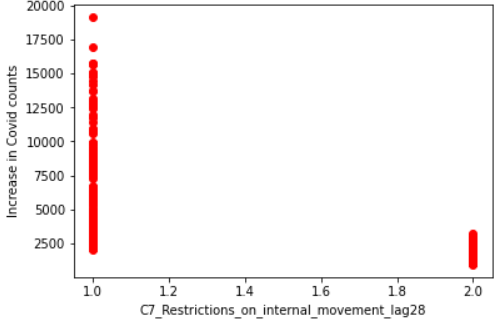 20000
17500
15000
12500
10000
7500
5000
2500
Increase in Covid counts
1.0 1.2 1.4 1.6 1.8 2.0
C7_Restrictions_on_internal_movement_lag28